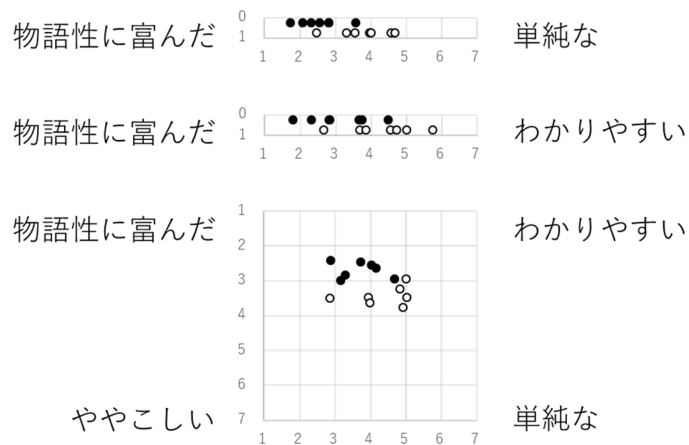 物語性に富んだ 0 単純な
1
1 2 3 4 5 6 7
物語性に富んだ 0 わかりやすい
1
1 2 3 4 5 6 7
物語性に富んだ 1 わかりやすい
2
3
4
5
6
ややこしい 7 単純な
1 2 3 4 5 6 7